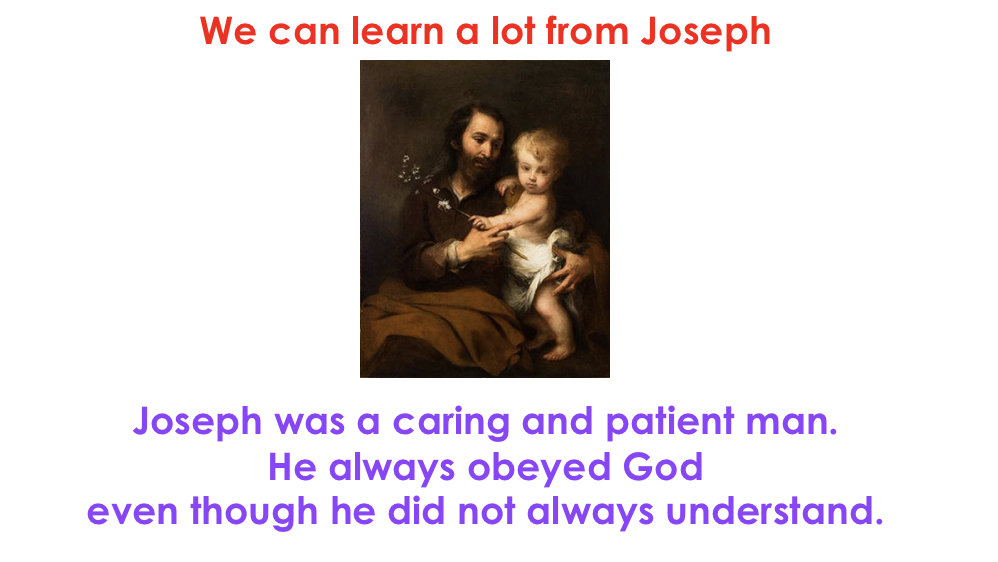 We can learn a lot from Joseph
Joseph was a caring and patient man.
He always obeyed God
even though he did not always understand.